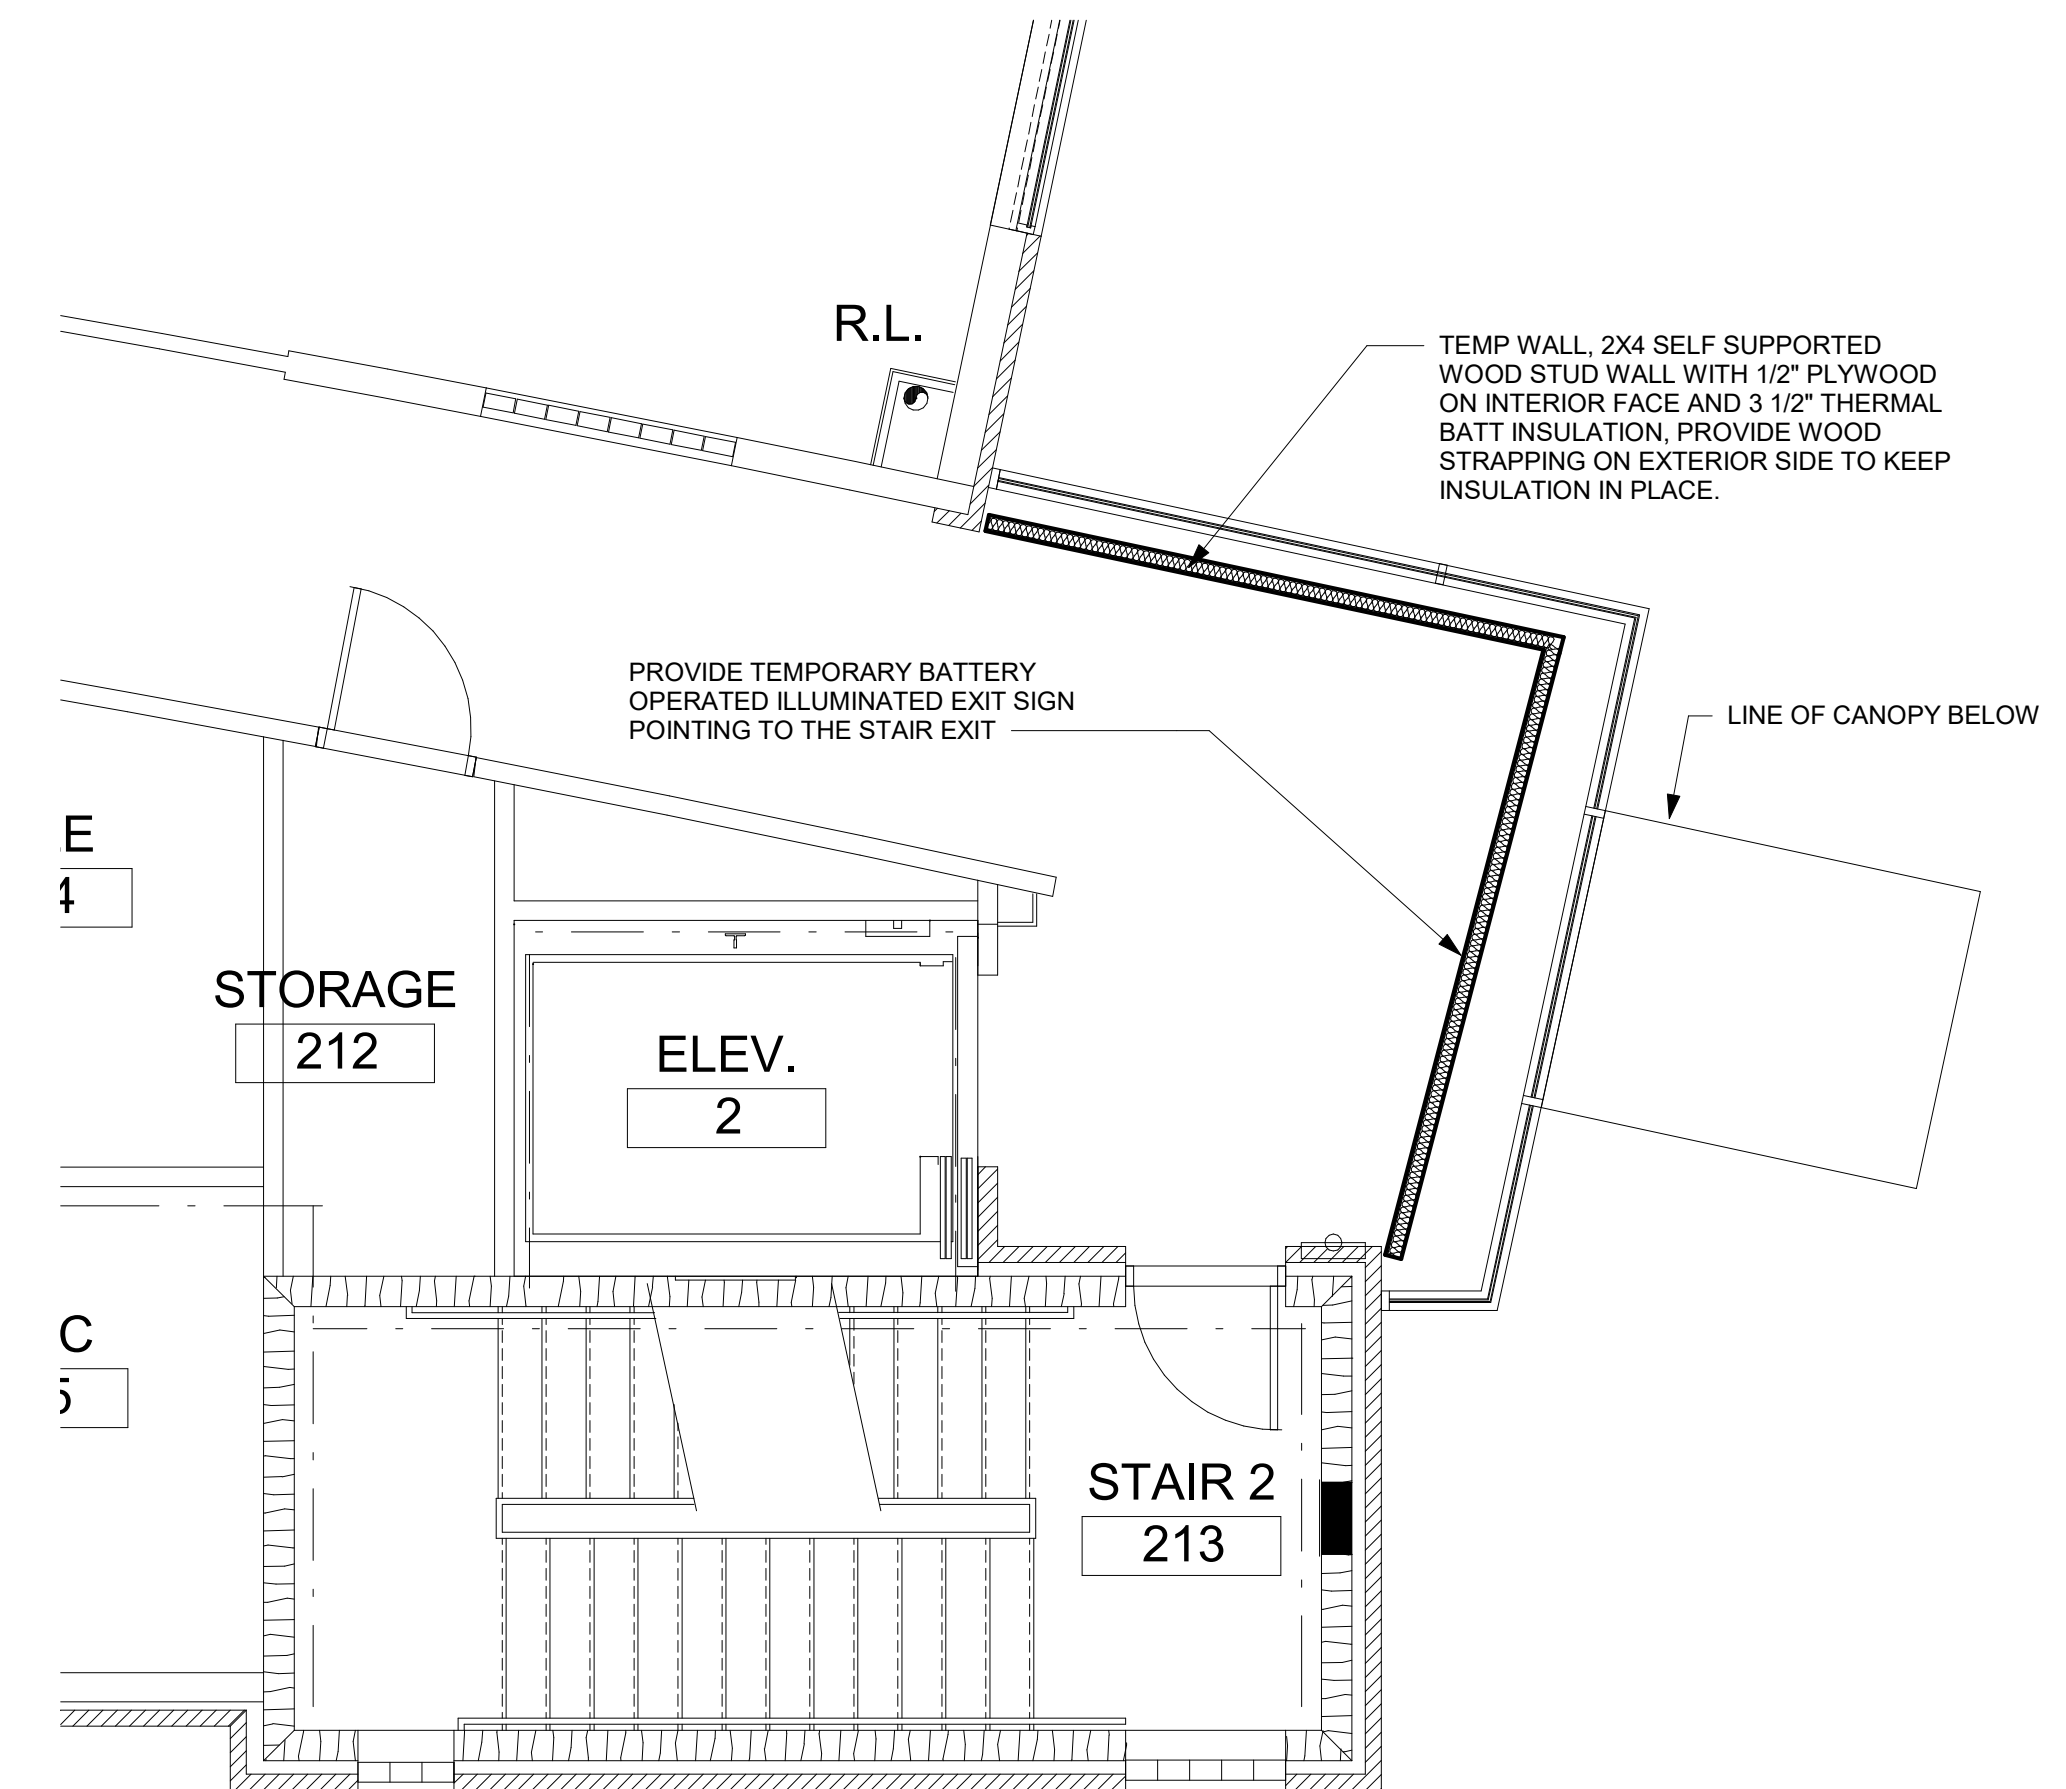 R.L.
TEMP WALL, 2X4 SELF SUPPORTED
WOOD STUD WALL WITH 1/2" PLYWOOD
ON INTERIOR FACE AND 3 1/2" THERMAL
BATT INSULATION, PROVIDE WOOD
STRAPPING ON EXTERIOR SIDE TO KEEP
INSULATION IN PLACE.
PROVIDE TEMPORARY BATTERY
OPERATED ILLUMINATED EXIT SIGN
POINTING TO THE STAIR EXIT
LINE OF CANOPY BELOW
E
4
STORAGE
212
ELEV.
2
C
5
STAIR 2
213